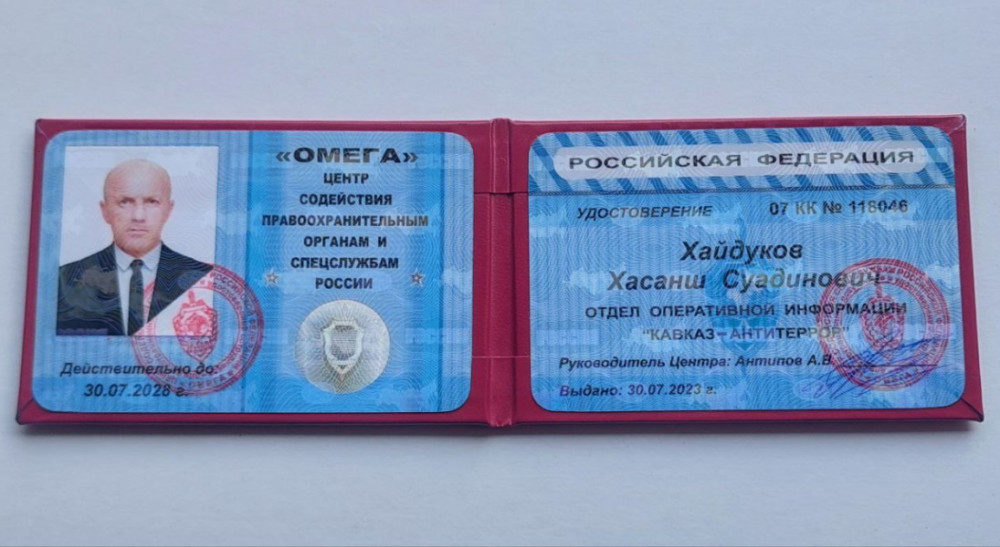 «ОМЕГА»
ЦЕНТР
СОДЕЙСТВИЯ
ПРАВООХРАНИТЕЛЬНЫМ
ОРГАНАМ И
СПЕЦСЛУЖБАМ
РОССИИ
Действительно до:
30.07.2028 г.
РОССИЙСКАЯ ФЕДЕРАЦИЯ
УДОСТОВЕРЕНИЕ 07 КК № 118046
Хайдуков
Хасанш Суадинович
ОТДЕЛ ОПЕРАТИВНОЙ ИНФОРМАЦИИ
"КАВКАЗ-АНТИТЕРРОР"
Руководитель Центра: Антипов А.В.
Выдано: 30.07.2023 г.